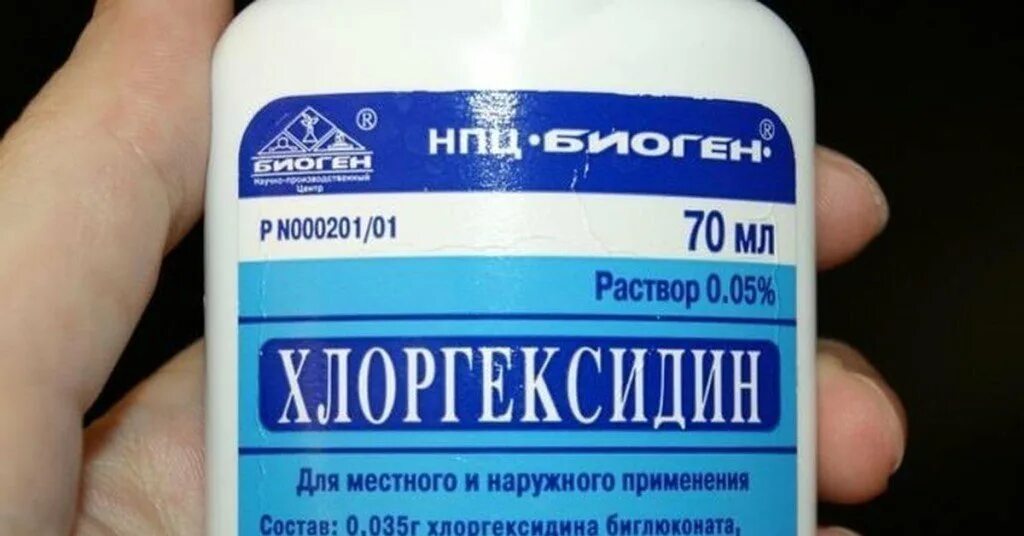 БИОГЕН ®
Научно-производственный
Центр
НПЦ·БИОГЕН·®
Р N000201/01
70 мл
Раствор 0.05%
ХЛОРГЕКСИДИН
Для местного и наружного применения
Состав: 0,035г хлоргексидина биглюконата,